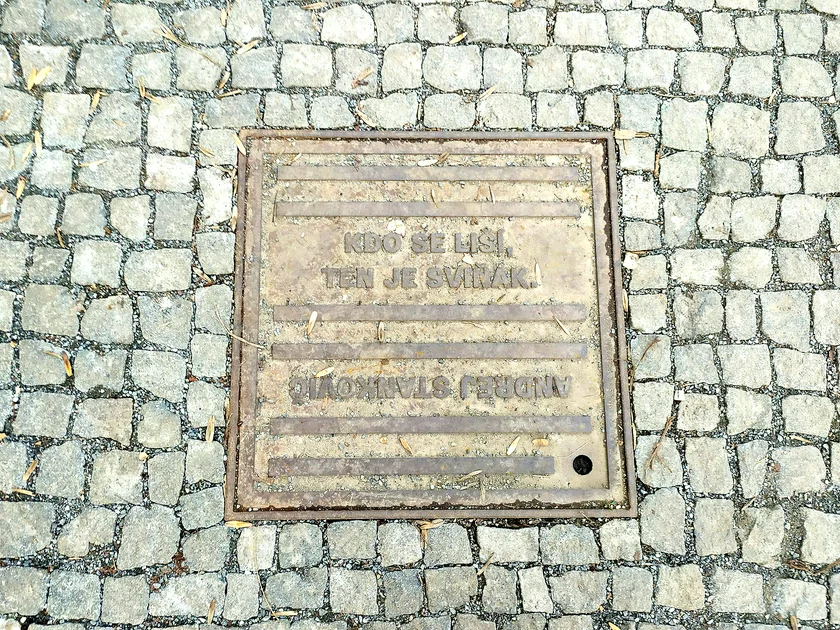 KDO SE LIŠÍ,
TEN JE SVIŇÁK.
ANDREJ STANKOVIČ